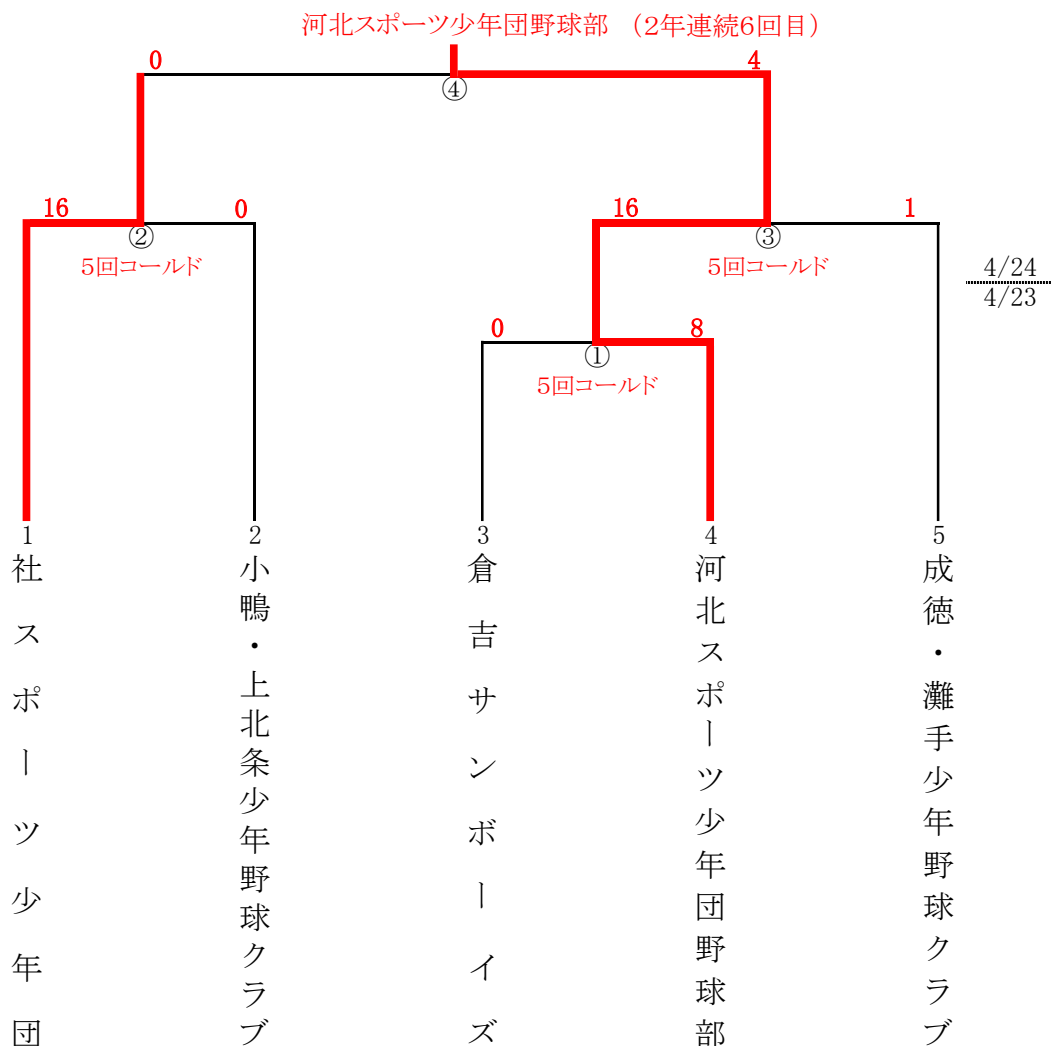 河北スポーツ少年団野球部 （2年連続6回目）
0
4
④
16
0
16
1
②
③
5回コールド
5回コールド
4/24
4/23
0
8
①
5回コールド
1
2
3
4
5
社スポーツ少年団
小鴨・上北条少年野球クラブ
倉吉サンボーイズ
河北スポーツ少年団野球部
成徳・灘手少年野球クラブ